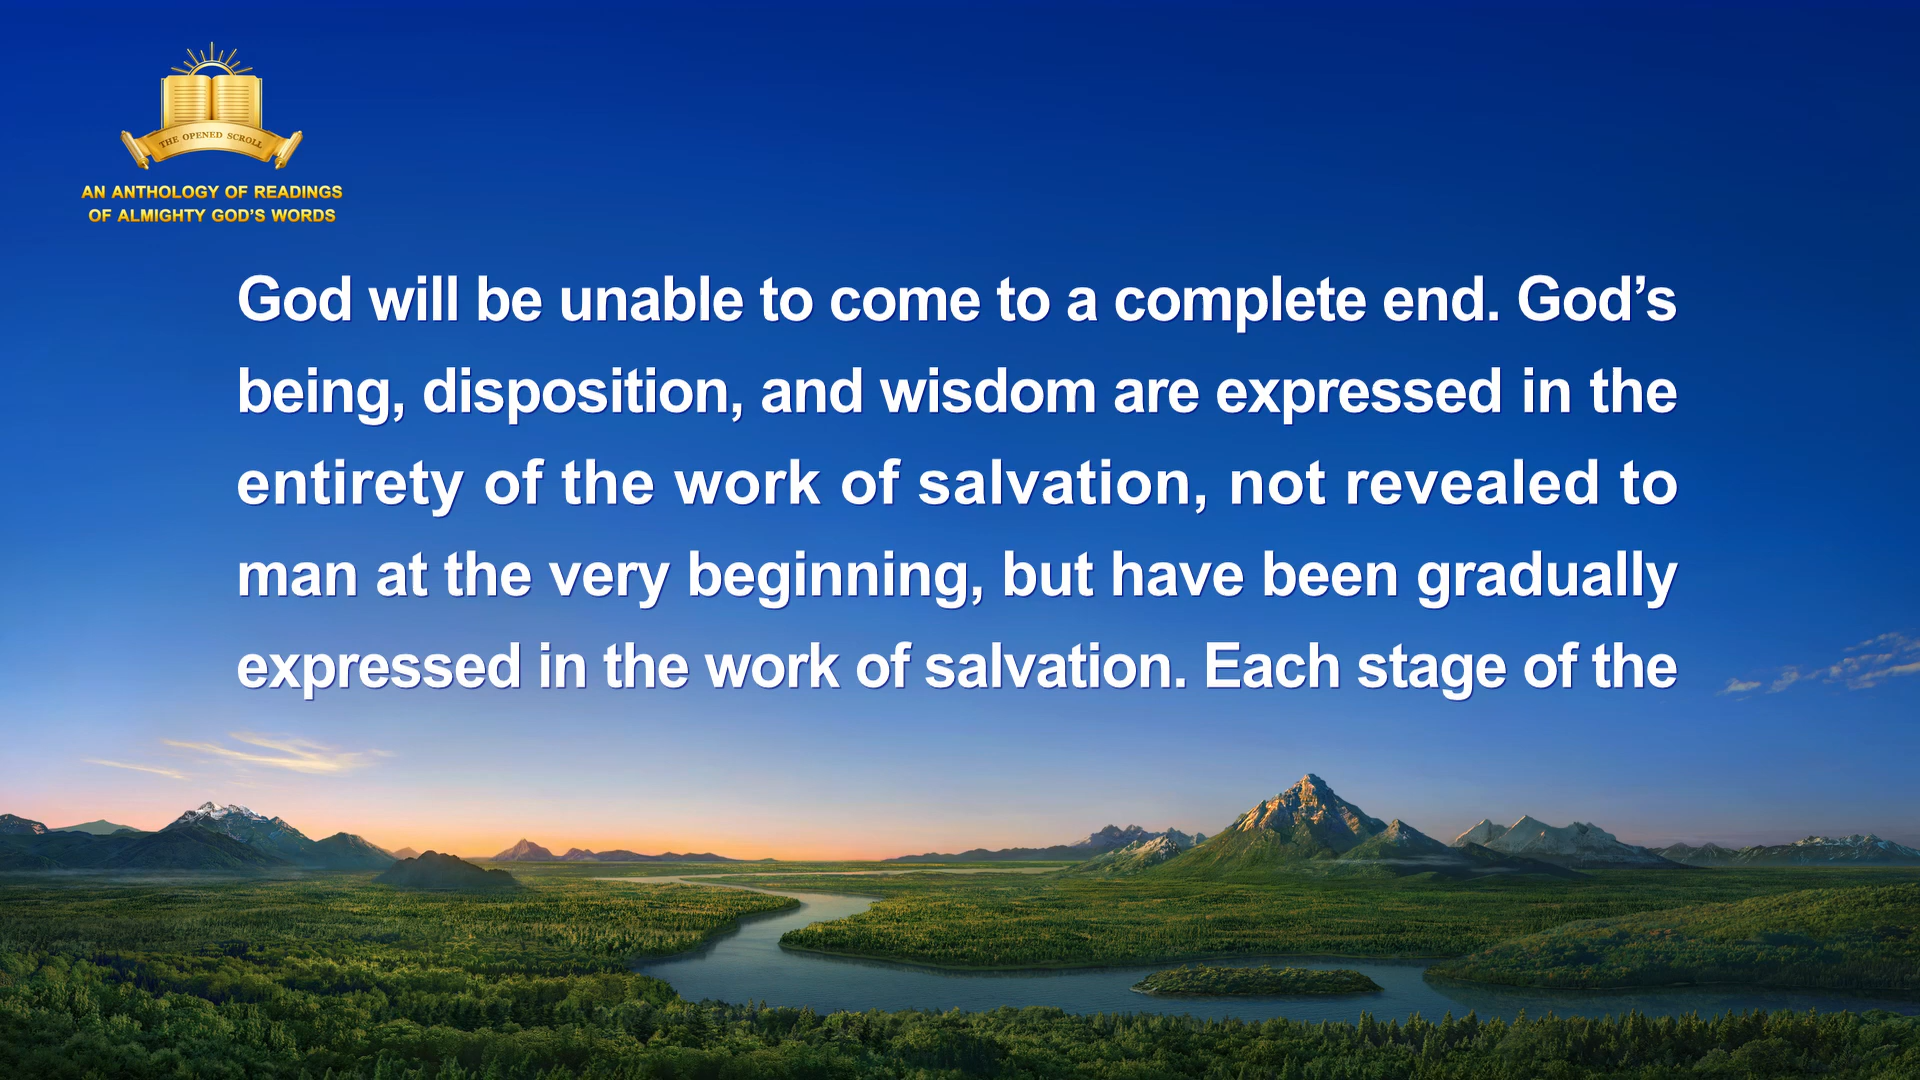 THE OPENED SCROLL
AN ANTHOLOGY OF READINGS
OF ALMIGHTY GOD’S WORDS
God will be unable to come to a complete end. God’s
being, disposition, and wisdom are expressed in the
entirety of the work of salvation, not revealed to
man at the very beginning, but have been gradually
expressed in the work of salvation. Each stage of the